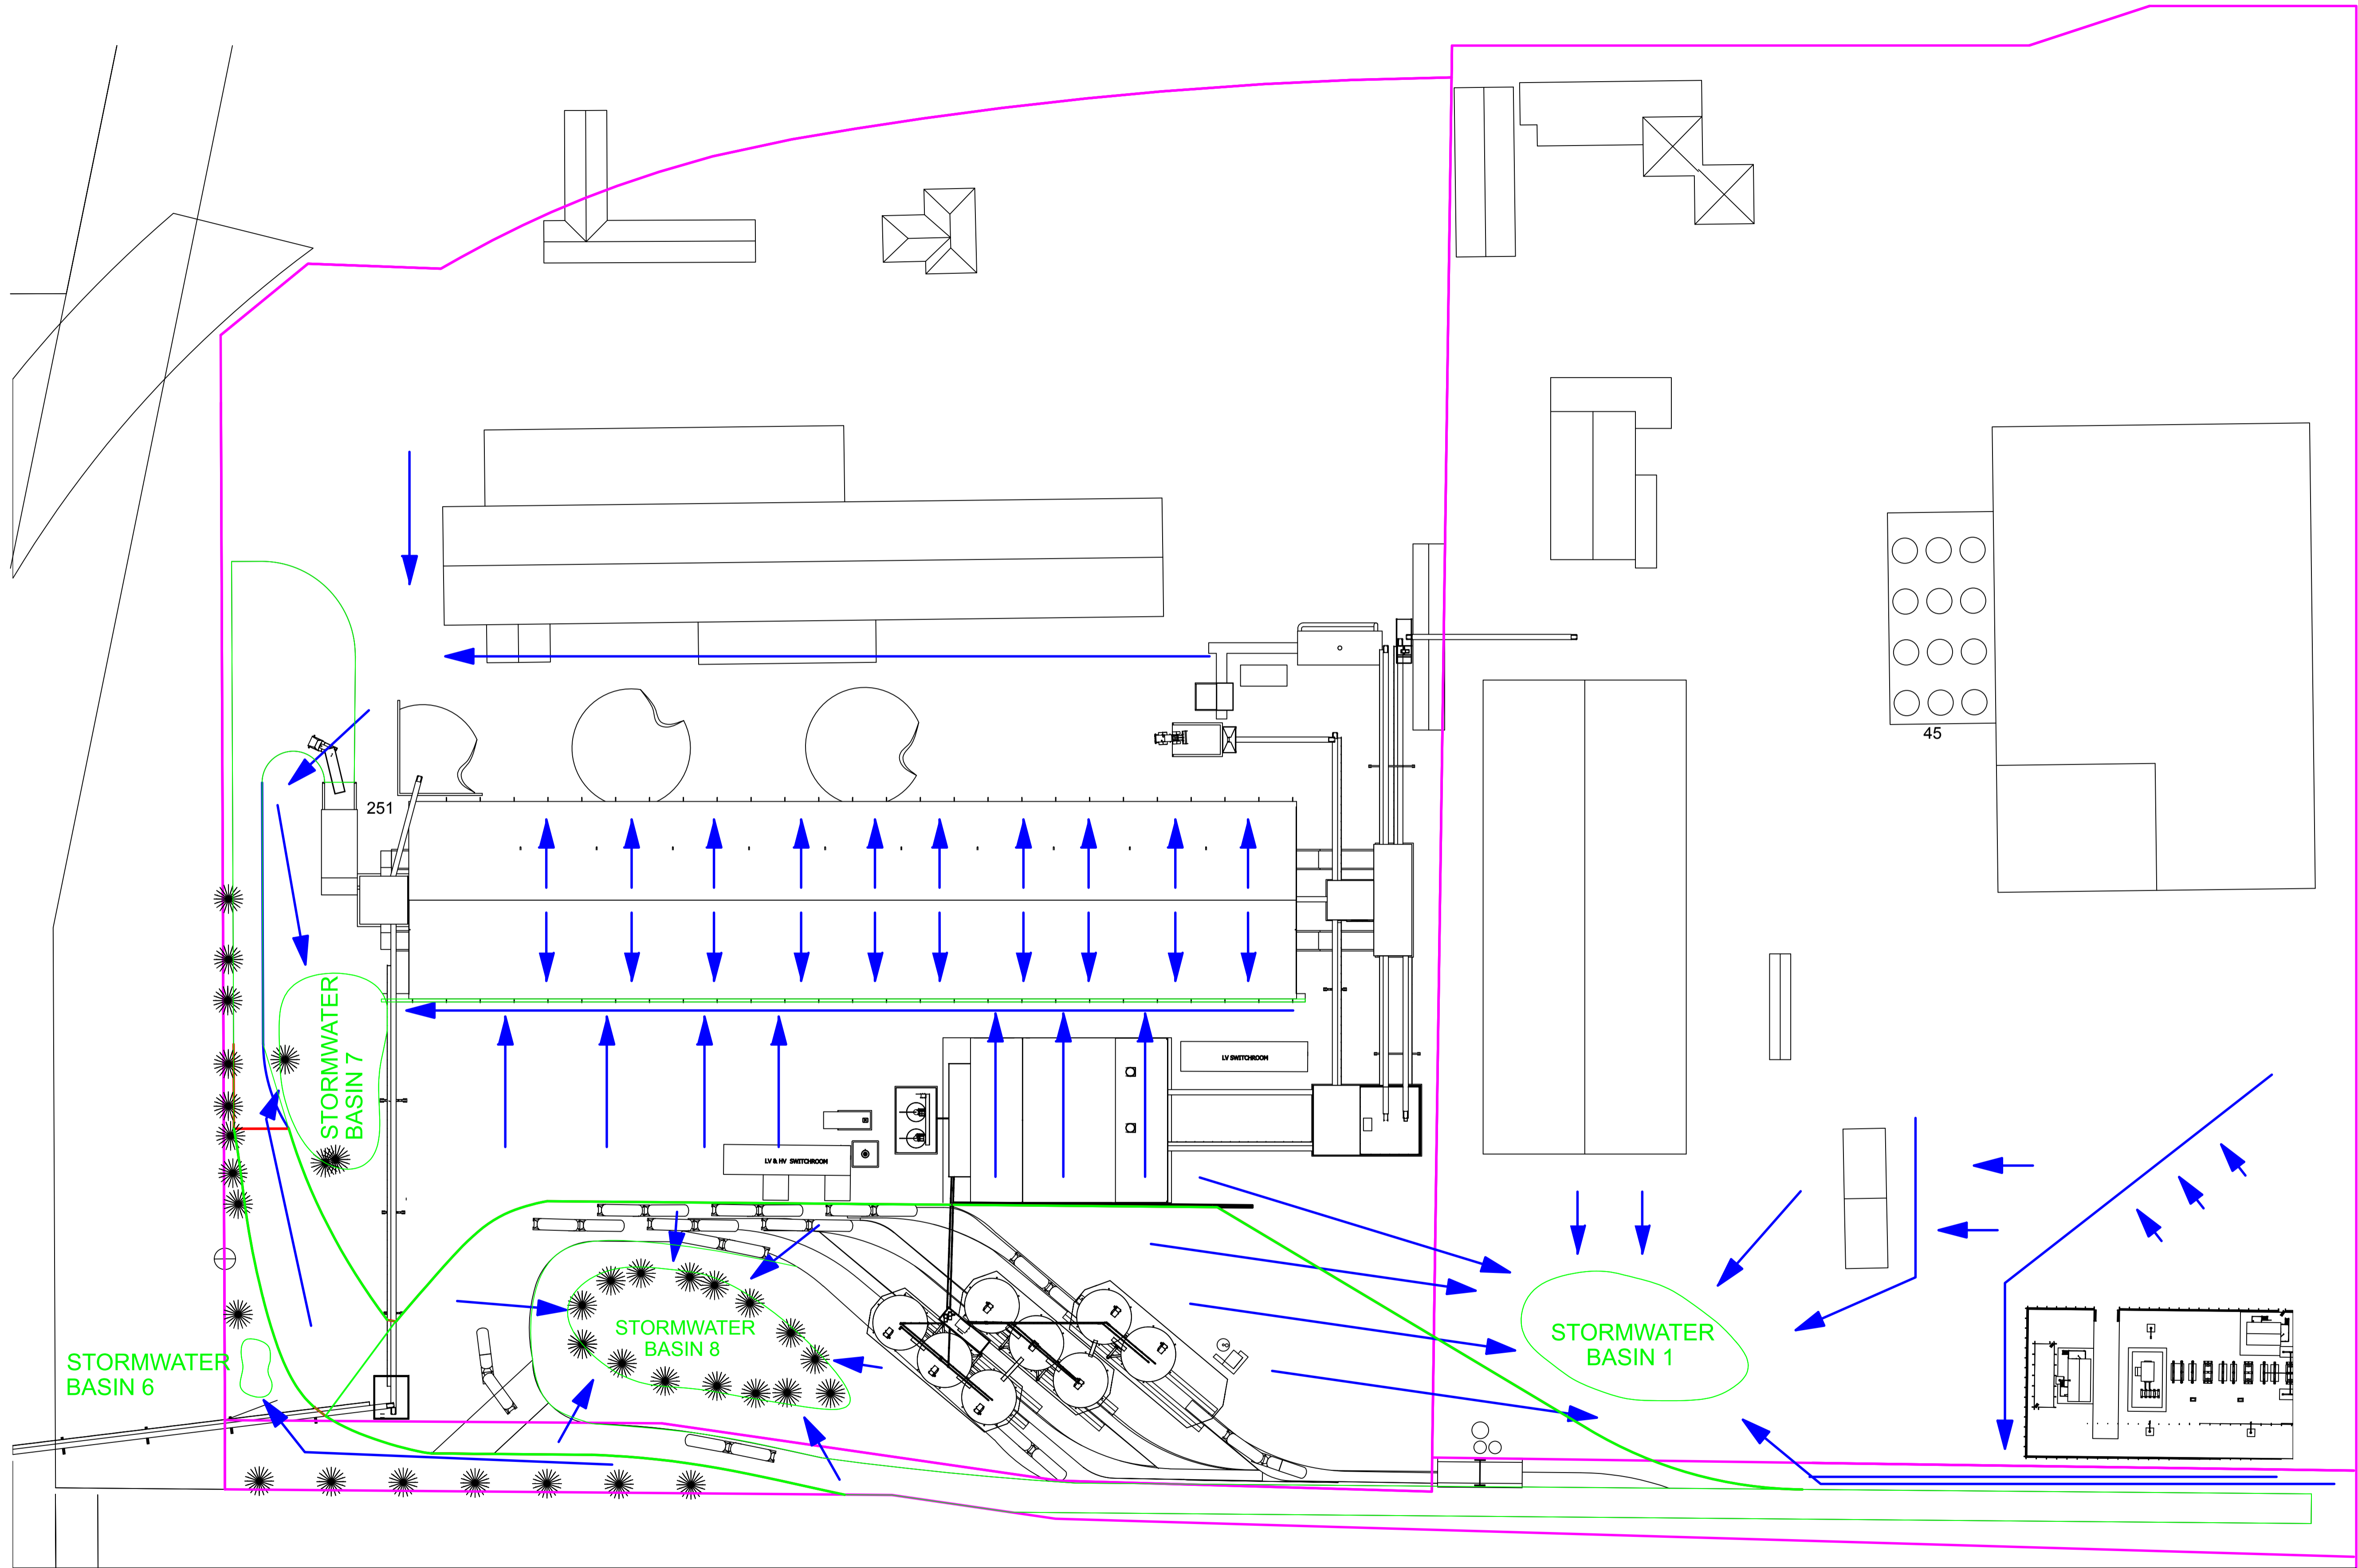 45
251
STORMWATER
BASIN 7
LV SWITCHROOM
LV & HV SWITCHROOM
STORMWATER
BASIN 8
STORMWATER
BASIN 1
STORMWATER
BASIN 6